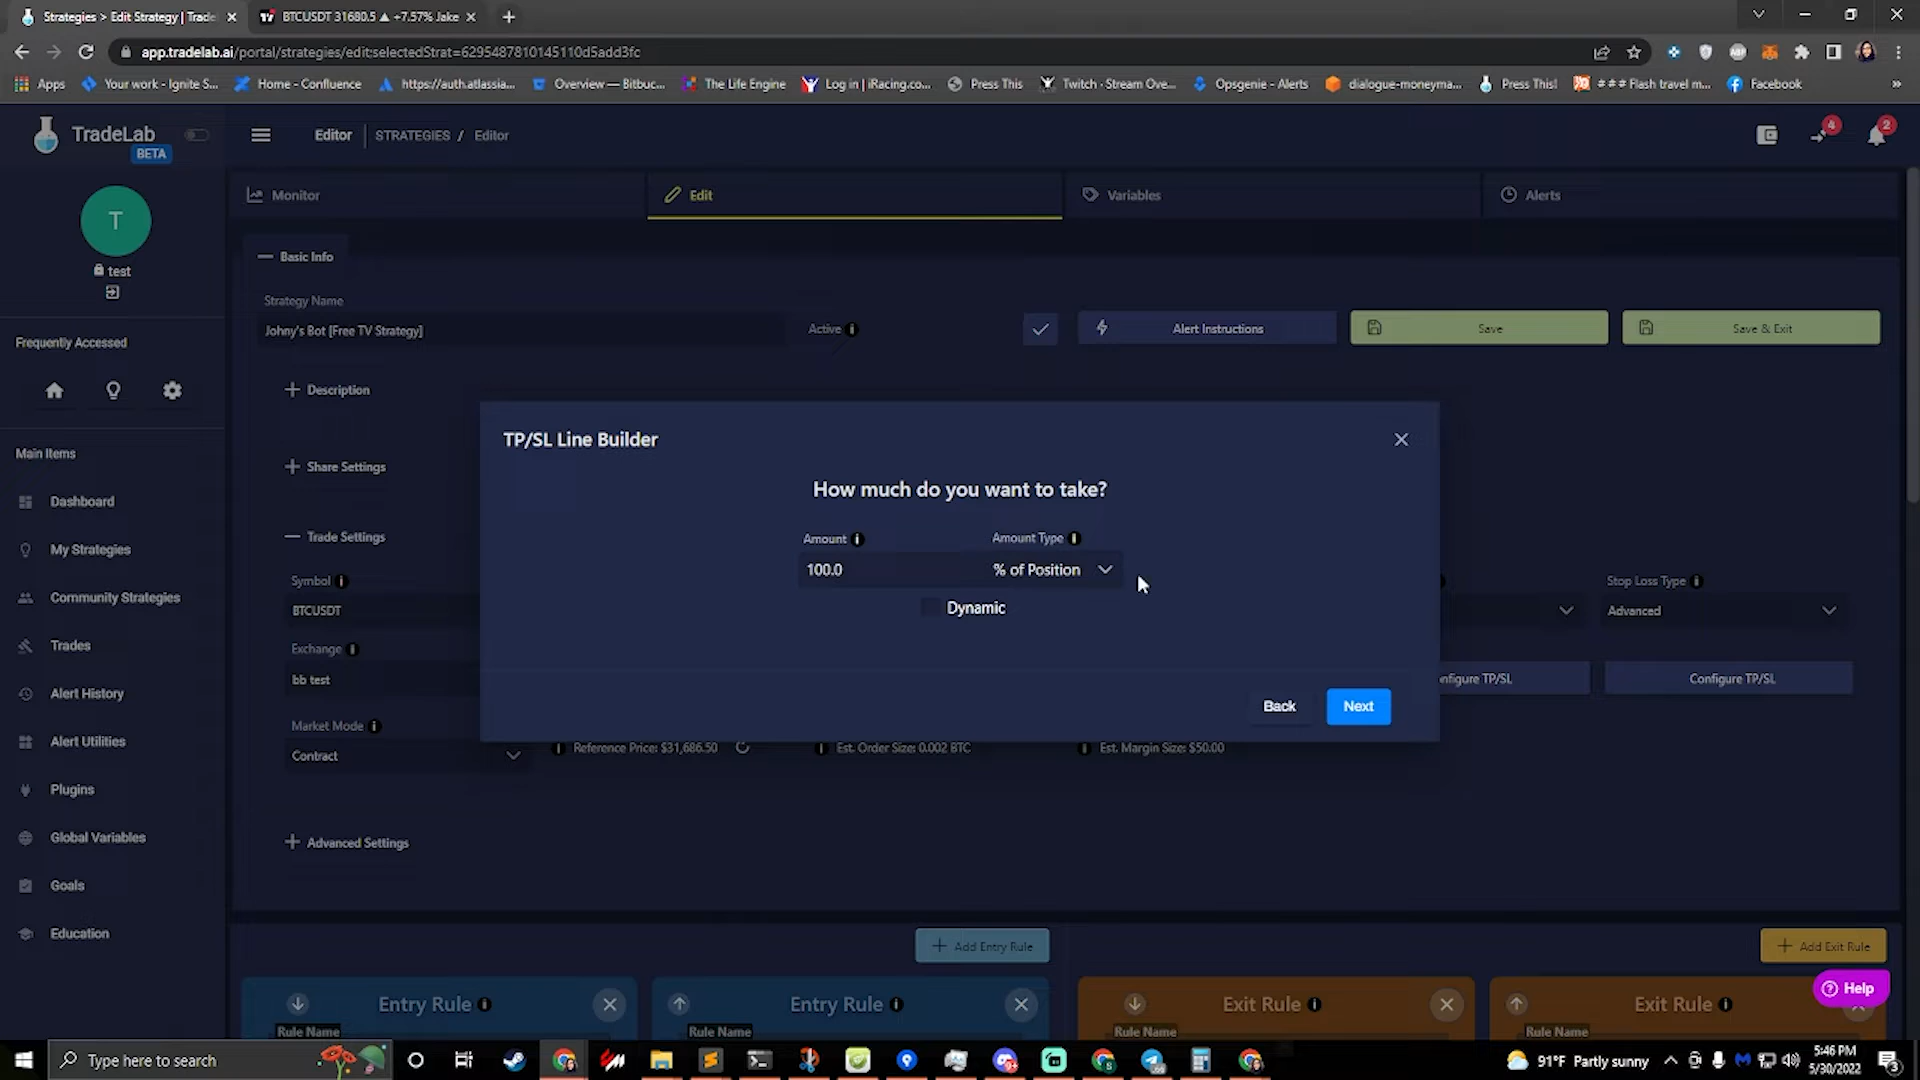 Strategies > Edit Strategy | Trade
BTCUSDT 31680.5 ▲ +7.57% Jake
app.tradelab.ai/portal/strategies/edit;selectedStrat=6295487810145110d5add3fc
Apps
Your work - Ignite S...
Home - Confluence
https://auth.atlassia...
Overview — Bitbuc...
The Life Engine
Log in | iRacing.co...
Press This
Twitch - Stream Ove...
Opsgenie - Alerts
dialogue-moneyma...
Press This!
###Flash travel m...
Facebook
»
TradeLab
BETA
Editor
STRATEGIES / Editor
4
2
T
test
Frequently Accessed
Main Items
Dashboard
My Strategies
Community Strategies
Trades
Alert History
Alert Utilities
Plugins
Global Variables
Goals
Education
Monitor
Edit
Variables
Alerts
Basic Info
Strategy Name
Johny's Bot [Free TV Strategy]
Active
Alert Instructions
Save
Save & Exit
Description
Share Settings
Trade Settings
Symbol
BTCUSDT
Exchange
bb test
Market Mode
Contract
Stop Loss Type
Advanced
nfigure TP/SL
Configure TP/SL
TP/SL Line Builder
How much do you want to take?
Amount
Amount Type
100.0
% of Position
Dynamic
Back
Next
Reference Price: $31,686.50
Est. Order Size: 0.002 BTC
Est. Margin Size: $50.00
Advanced Settings
Add Entry Rule
Add Exit Rule
Entry Rule
Rule Name
Entry Rule
Rule Name
Exit Rule
Rule Name
Exit Rule
Rule Name
Help
Type here to search
91°F Partly sunny
5:46 PM
5/30/2022
3